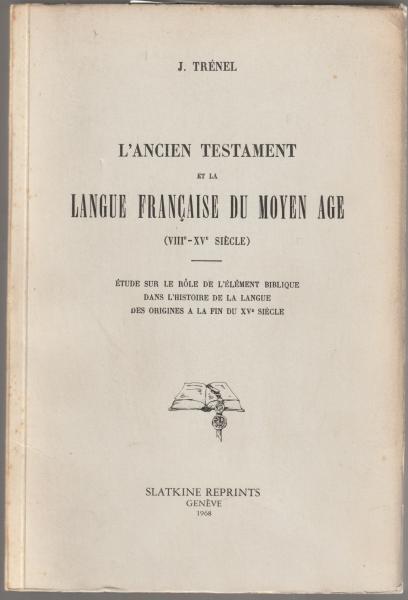 J. TRÉNEL
L'ANCIEN TESTAMENT
ET LA
LANGUE FRANÇAISE DU MOYEN AGE
(VIIIᵉ-XVᵉ SIÈCLE)
ÉTUDE SUR LE RÔLE DE L'ÉLÉMENT BIBLIQUE
DANS L'HISTOIRE DE LA LANGUE
DES ORIGINES A LA FIN DU XVᵉ SIÈCLE
SLATKINE REPRINTS
GENÈVE
1968